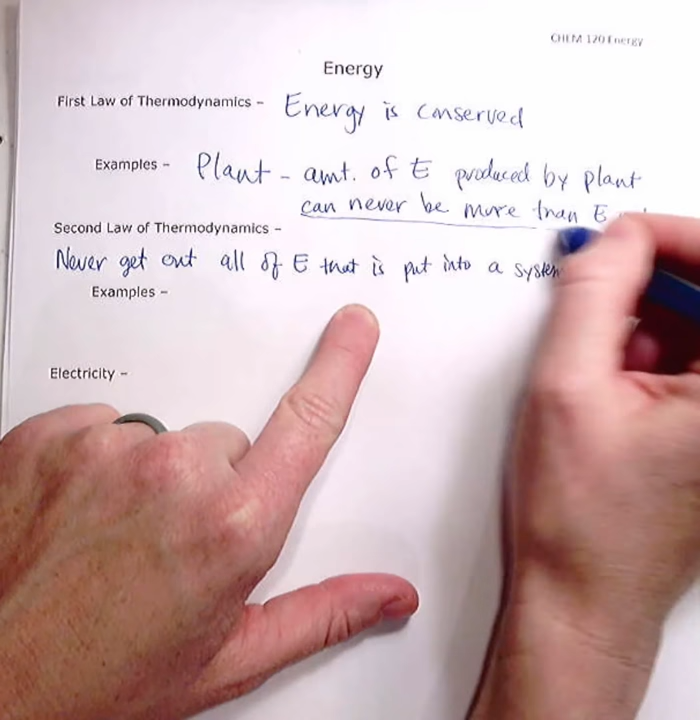 CHEM 120 Energy
Energy
First Law of Thermodynamics – Energy is conserved
Examples – Plant - amt. of E produced by plant
can never be more than E
Second Law of Thermodynamics –
Never get out all of E that is put into a system
Examples –
Electricity –